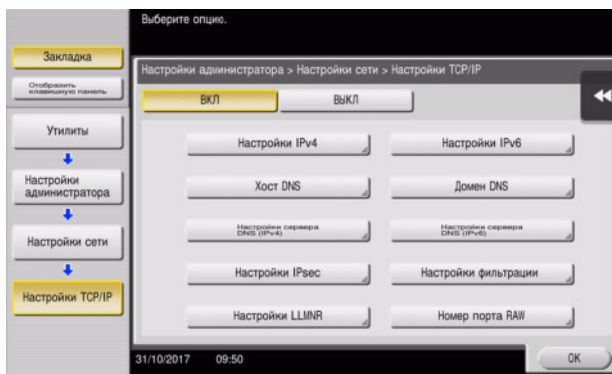 Выберите опцию.
Закладка
Отобразить
клавишную панель
Утилиты
Настройки
администратора
Настройки сети
Настройки TCP/IP
Настройки администратора > Настройки сети > Настройки TCP/IP
ВКЛ
ВЫКЛ
Настройки IPv4
Настройки IPv6
Хост DNS
Домен DNS
Настройки сервера
DNS (IPv4)
Настройки сервера
DNS (IPv6)
Настройки IPsec
Настройки фильтрации
Настройки LLMNR
Номер порта RAW
31/10/2017 09:50
OK